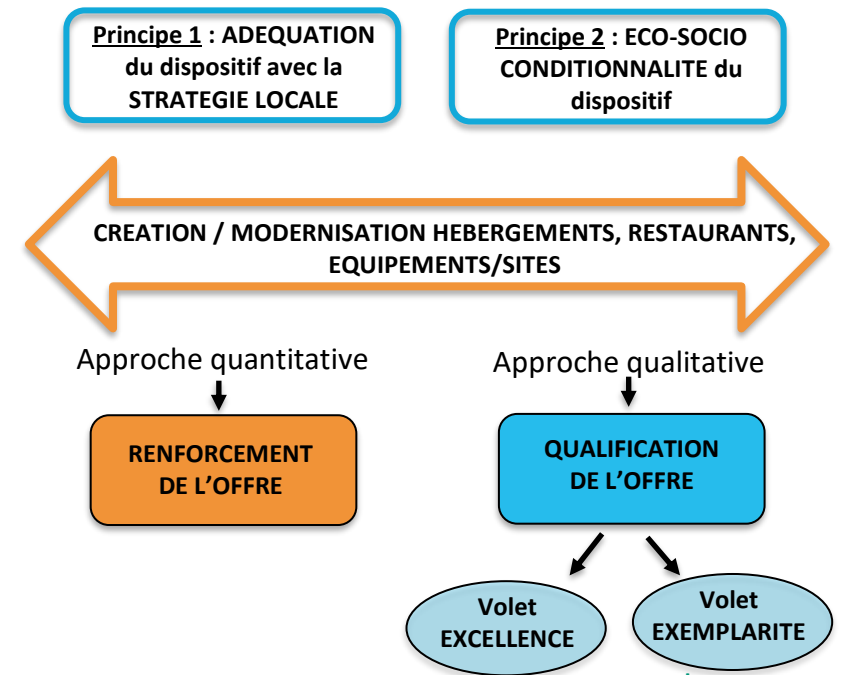 Principe 1 : ADEQUATION
du dispositif avec la
STRATEGIE LOCALE
Principe 2 : ECO-SOCIO
CONDITIONNALITE du
dispositif
CREATION / MODERNISATION HEBERGEMENTS, RESTAURANTS,
EQUIPEMENTS/SITES
Approche quantitative
Approche qualitative
RENFORCEMENT
DE L’OFFRE
QUALIFICATION
DE L’OFFRE
Volet
EXCELLENCE
Volet
EXEMPLARITE